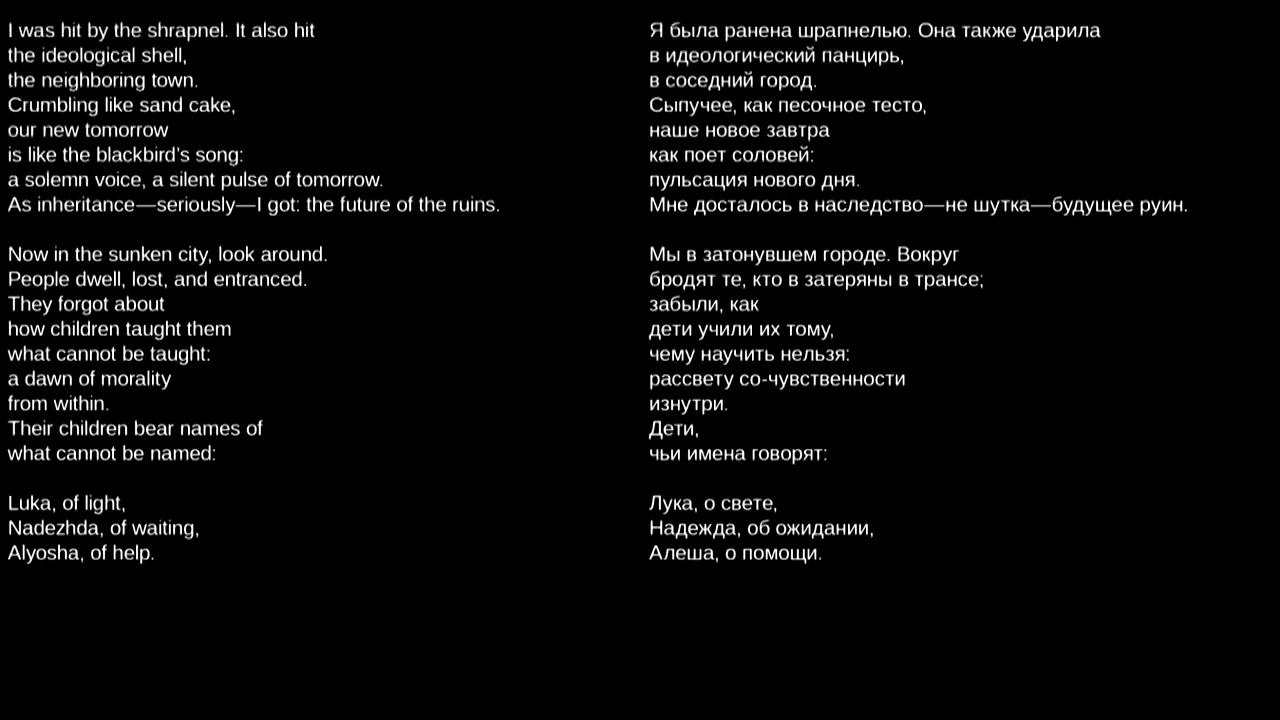 I was hit by the shrapnel. It also hit
the ideological shell,
the neighboring town.
Crumbling like sand cake,
our new tomorrow
is like the blackbird’s song:
a solemn voice, a silent pulse of tomorrow.
As inheritance—seriously—I got: the future of the ruins.

Now in the sunken city, look around.
People dwell, lost, and entranced.
They forgot about
how children taught them
what cannot be taught:
a dawn of morality
from within.
Their children bear names of
what cannot be named:

Luka, of light,
Nadezhda, of waiting,
Alyosha, of help.

Я была ранена шрапнелью. Она также ударила
в идеологический панцирь,
в соседний город.
Сыпучее, как песочное тесто,
наше новое завтра
как поет соловей:
пульсация нового дня.
Мне досталось в наследство—не шутка—будущее руин.

Мы в затонувшем городе. Вокруг
бродят те, кто в затеряны в трансе;
забыли, как
дети учили их тому,
чему научить нельзя:
рассвету со-чувственности
изнутри.
Дети,
чьи имена говорят:

Лука, о свете,
Надежда, об ожидании,
Алеша, о помощи.